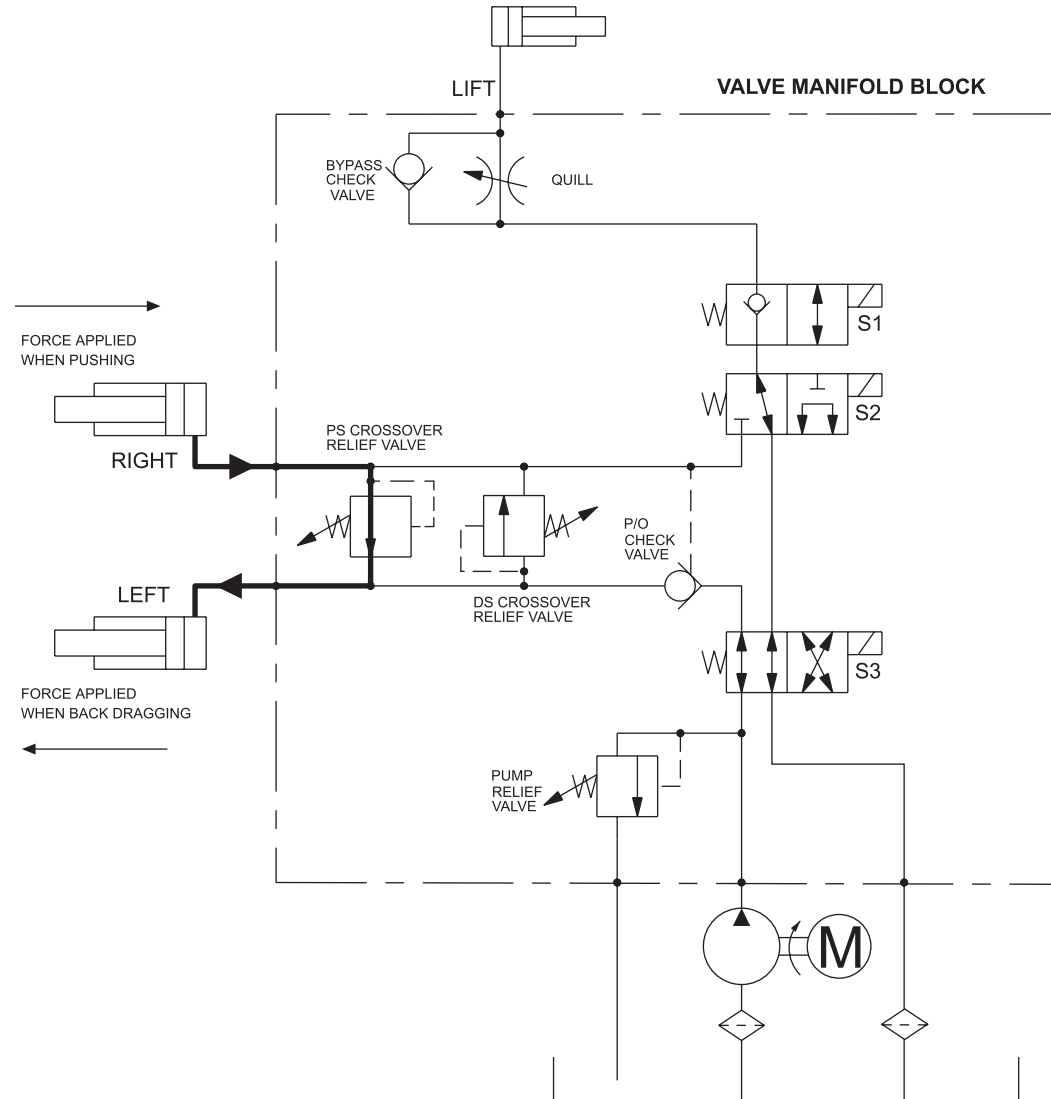 LIFT
VALVE MANIFOLD BLOCK
BYPASS
CHECK
VALVE
QUILL
S1
FORCE APPLIED
WHEN PUSHING
S2
PS CROSSOVER
RELIEF VALVE
RIGHT
P/O
CHECK
VALVE
LEFT
DS CROSSOVER
RELIEF VALVE
S3
FORCE APPLIED
WHEN BACK DRAGGING
PUMP
RELIEF
VALVE
M